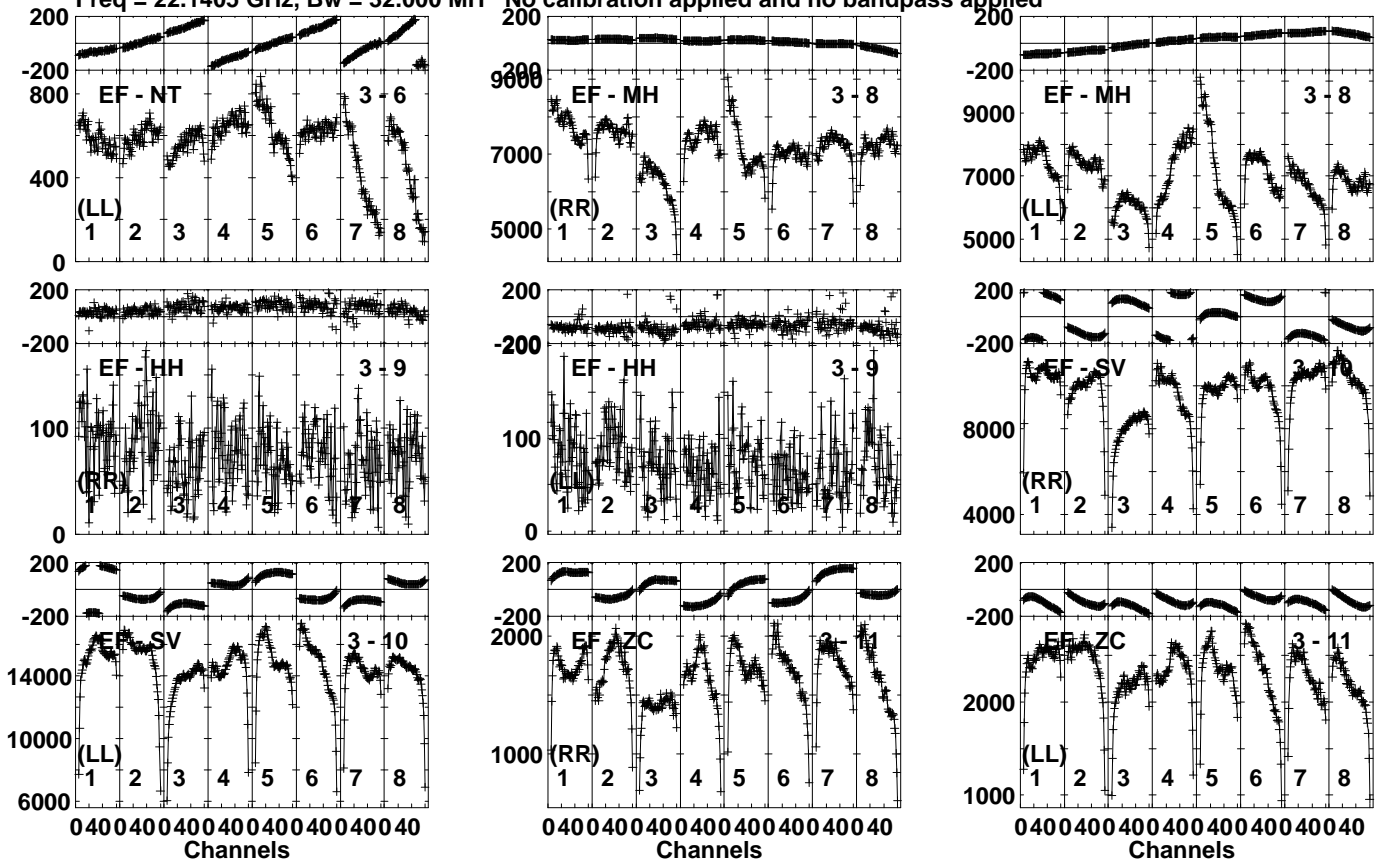 Freq = 22.1405 GHz, Bw = 32.000 MH No calibration applied and no bandpass applied
200
-200
800
400
0
EF - NT 3 - 6
(LL)
1 2 3 4 5 6 7 8
9000
7000
5000
EF - MH 3 - 8
(RR)
1 2 3 4 5 6 7 8
200
-200
9000
7000
5000
EF - MH 3 - 8
(LL)
1 2 3 4 5 6 7 8
200
-200
100
0
EF - HH 3 - 9
(RR)
1 2 3 4 5 6 7 8
200
-200
200
100
0
EF - HH 3 - 9
(LL)
1 2 3 4 5 6 7 8
200
-200
8000
4000
EF - SV 3 - 10
(RR)
1 2 3 4 5 6 7 8
200
-200
14000
10000
6000
EF - SV 3 - 10
(LL)
1 2 3 4 5 6 7 8
0 40 0 40 0 40 0 40 0 40 0 40 0 40 0 40
Channels
200
-200
2000
1000
EF - ZC 3 - 11
(RR)
1 2 3 4 5 6 7 8
0 40 0 40 0 40 0 40 0 40 0 40 0 40 0 40
Channels
200
-200
2000
1000
EF - ZC 3 - 11
(LL)
1 2 3 4 5 6 7 8
0 40 0 40 0 40 0 40 0 40 0 40 0 40 0 40
Channels